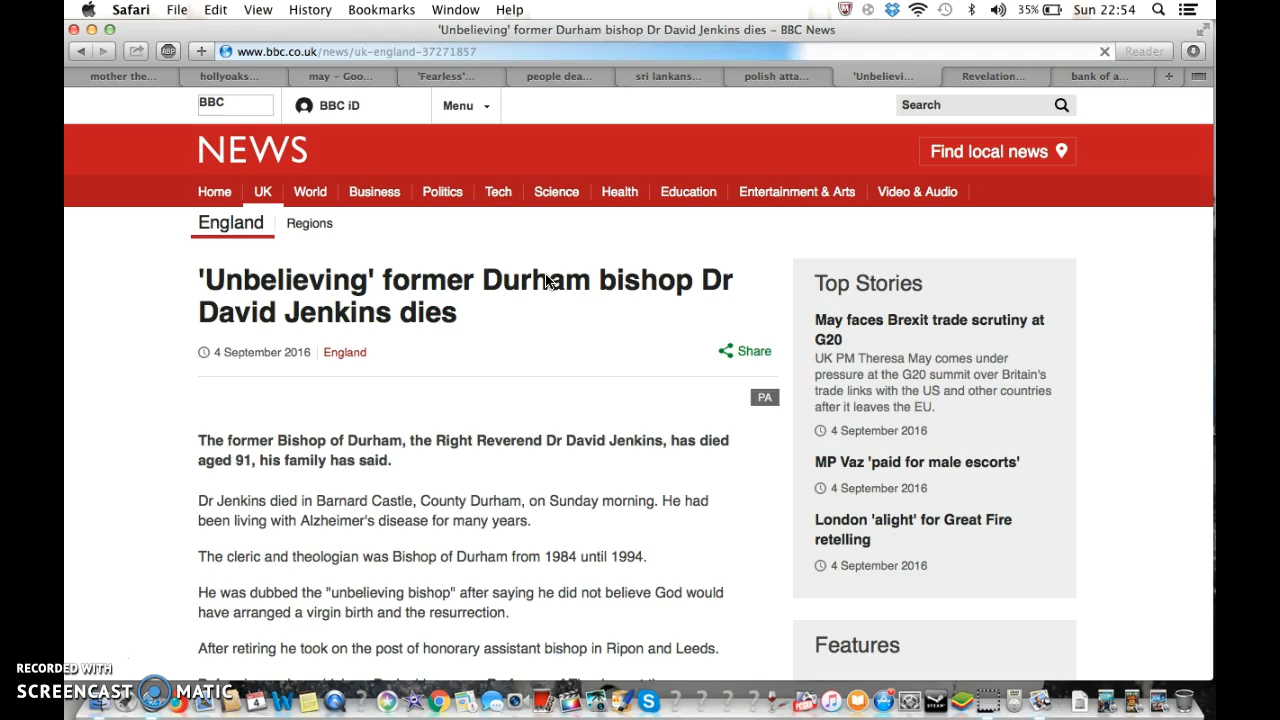 Safari File Edit View History Bookmarks Window Help 35% Sun 22:54
'Unbelieving' former Durham bishop Dr David Jenkins dies – BBC News
ABP + www.bbc.co.uk/news/uk-england-37271857 Reader
mother the... hollyoaks... may – Goo... 'Fearless'... people dea... sri lankans... polish atta... 'Unbelievi... Revelation... bank of a...
BBC BBC iD Menu Search
NEWS Find local news
Home UK World Business Politics Tech Science Health Education Entertainment & Arts Video & Audio
England Regions
'Unbelieving' former Durham bishop Dr
David Jenkins dies
4 September 2016 England Share
PA
The former Bishop of Durham, the Right Reverend Dr David Jenkins, has died
aged 91, his family has said.
Dr Jenkins died in Barnard Castle, County Durham, on Sunday morning. He had
been living with Alzheimer's disease for many years.
The cleric and theologian was Bishop of Durham from 1984 until 1994.
He was dubbed the "unbelieving bishop" after saying he did not believe God would
have arranged a virgin birth and the resurrection.
After retiring he took on the post of honorary assistant bishop in Ripon and Leeds.
Top Stories
May faces Brexit trade scrutiny at
G20
UK PM Theresa May comes under
pressure at the G20 summit over Britain's
trade links with the US and other countries
after it leaves the EU.
4 September 2016
MP Vaz 'paid for male escorts'
4 September 2016
London 'alight' for Great Fire
retelling
4 September 2016
Features
RECORDED WITH
SCREENCAST MATIC